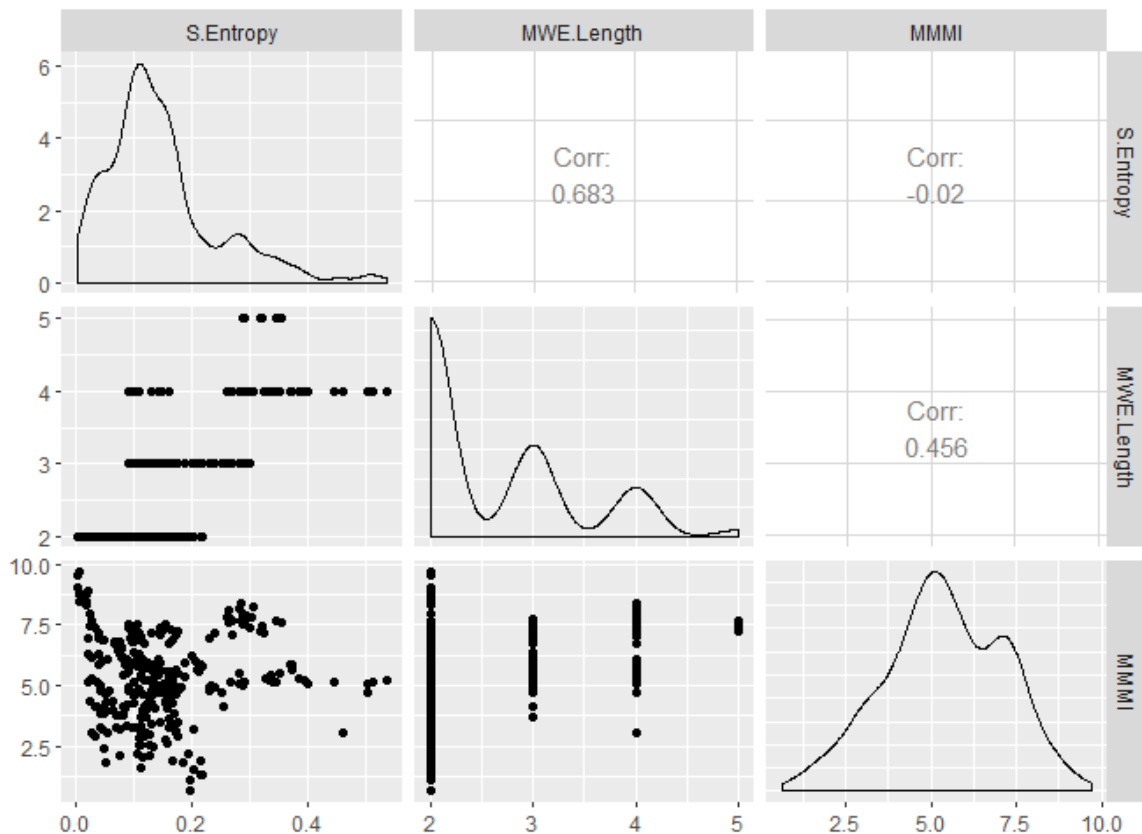 S.Entropy MWE.Length MMMI
6
4
2
0
Corr:
0.683
Corr:
-0.02
S.Entropy
5
4
3
2
Corr:
0.456
MWE.Length
10.0
7.5
5.0
2.5
MMMI
0.0 0.2 0.4 2 3 4 5 2.5 5.0 7.5 10.0